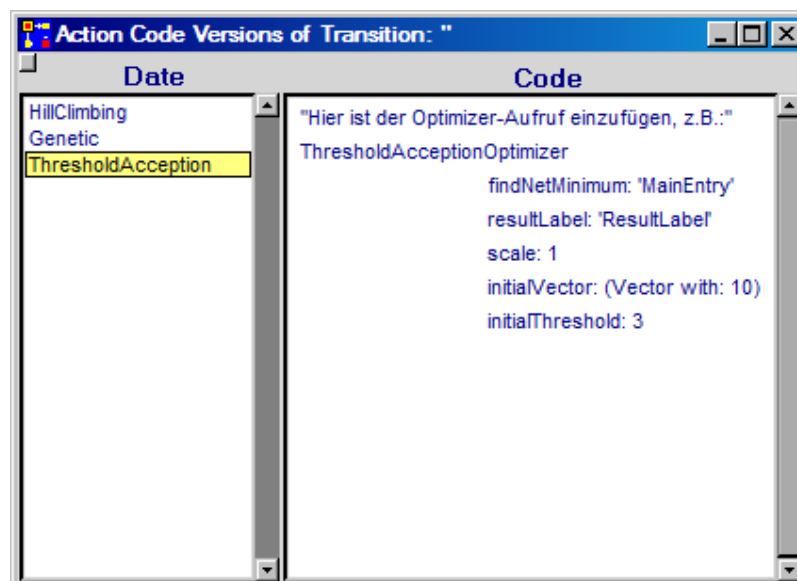 Action Code Versions of Transition: "
Date
Code
HillClimbing
Genetic
ThresholdAcception
"Hier ist der Optimizer-Aufruf einzufügen, z.B.:"
ThresholdAcceptionOptimizer
findNetMinimum: 'MainEntry'
resultLabel: 'ResultLabel'
scale: 1
initialVector: (Vector with: 10)
initialThreshold: 3